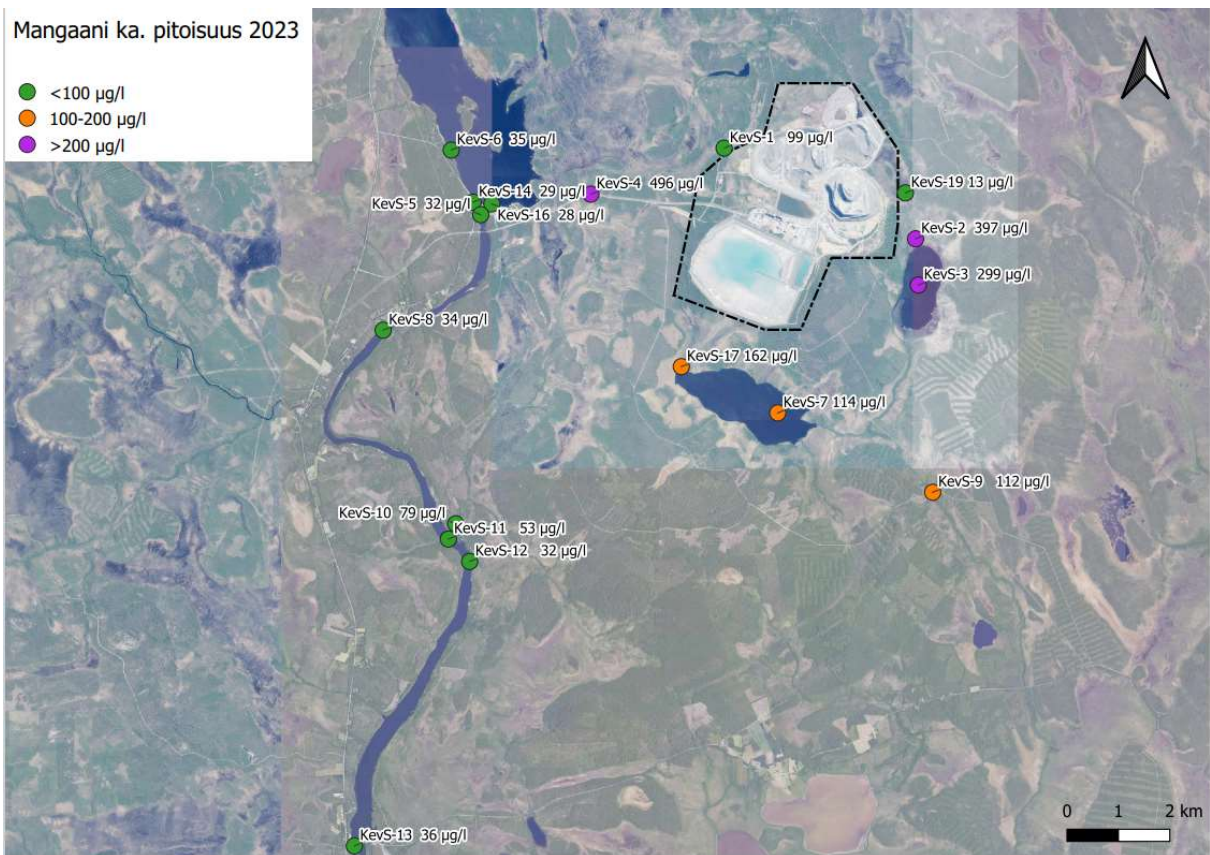 Mangaani ka. pitoisuus 2023
<100 µg/l
100-200 µg/l
>200 µg/l
KevS-6 35 µg/l
KevS-1 99 µg/l
KevS-14 29 µg/l
KevS-4 496 µg/l
KevS-19 13 µg/l
KevS-5 32 µg/l
KevS-16 28 µg/l
KevS-2 397 µg/l
KevS-3 299 µg/l
KevS-8 34 µg/l
KevS-17 162 µg/l
KevS-7 114 µg/l
KevS-9 112 µg/l
KevS-10 79 µg/l
KevS-11 53 µg/l
KevS-12 32 µg/l
0 1 2 km
KevS-13 36 µg/l